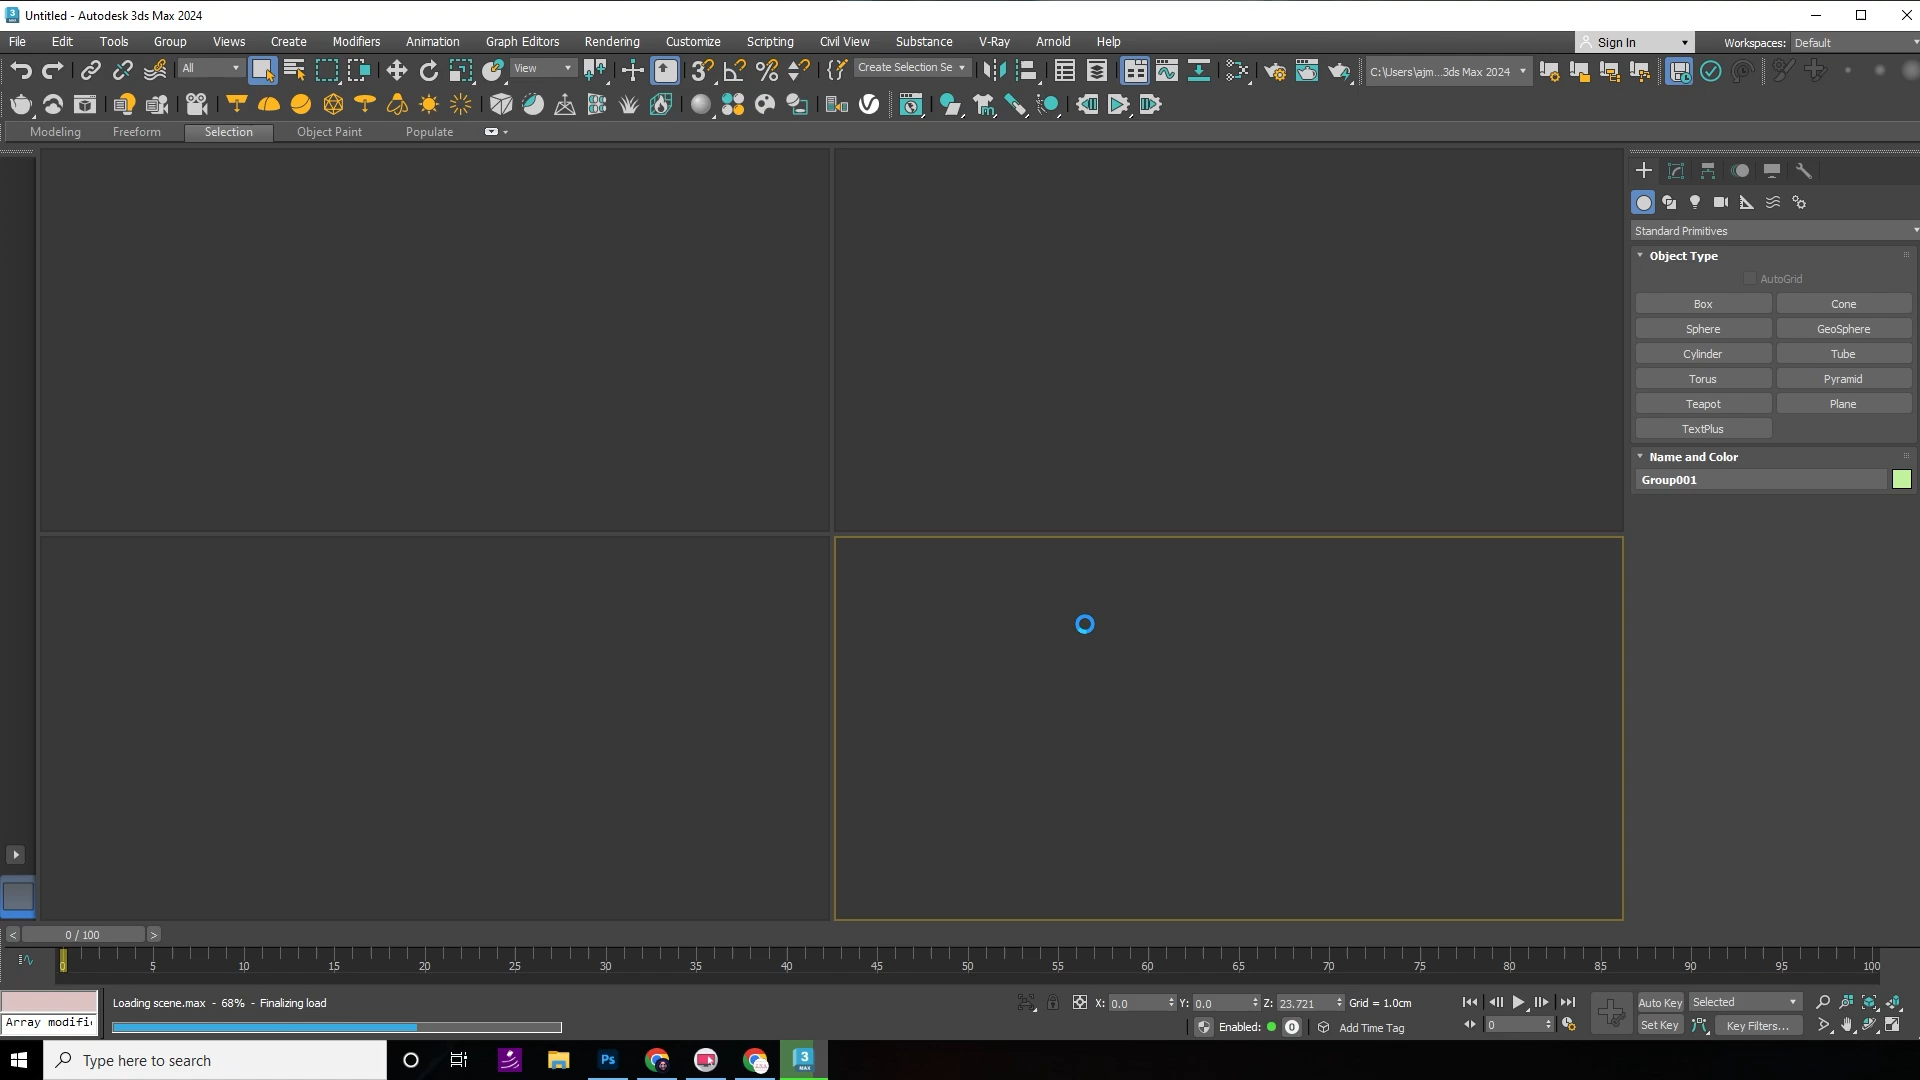 Untitled - Autodesk 3ds Max 2024
File Edit Tools Group Views Create Modifiers Animation Graph Editors Rendering Customize Scripting Civil View Substance V-Ray Arnold Help Sign In Workspaces: Default
All View Create Selection Se C:\Users\ajm...3ds Max 2024
Modeling Freeform Selection Object Paint Populate
Standard Primitives
Object Type
AutoGrid
Box Cone
Sphere GeoSphere
Cylinder Tube
Torus Pyramid
Teapot Plane
TextPlus
Name and Color
Group001
< 0 / 100 >
0 5 10 15 20 25 30 35 40 45 50 55 60 65 70 75 80 85 90 95 100
Loading scene.max - 68% - Finalizing load X: 0.0 Y: 0.0 Z: 23.721 Grid = 1.0cm Auto Key Selected
Array modifi Enabled: 0 Add Time Tag 0 Set Key Key Filters...
Type here to search Ps 3 MAX